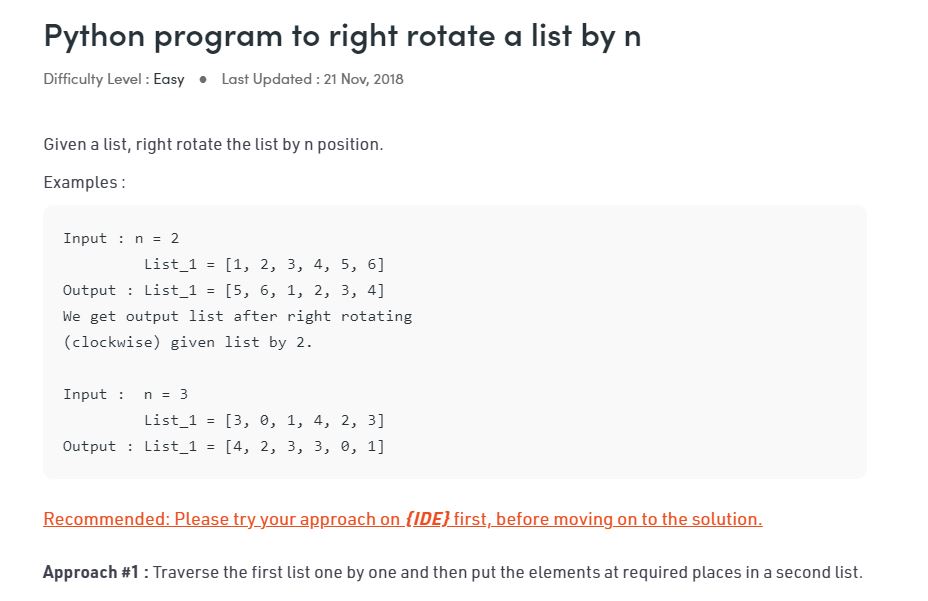 Python program to right rotate a list by n
Difficulty Level : Easy ● Last Updated : 21 Nov, 2018
Given a list, right rotate the list by n position.
Examples :
Input : n = 2
List_1 = [1, 2, 3, 4, 5, 6]
Output : List_1 = [5, 6, 1, 2, 3, 4]
We get output list after right rotating
(clockwise) given list by 2.
Input : n = 3
List_1 = [3, 0, 1, 4, 2, 3]
Output : List_1 = [4, 2, 3, 3, 0, 1]
Recommended: Please try your approach on {IDE} first, before moving on to the solution.
Approach #1 : Traverse the first list one by one and then put the elements at required places in a second list.